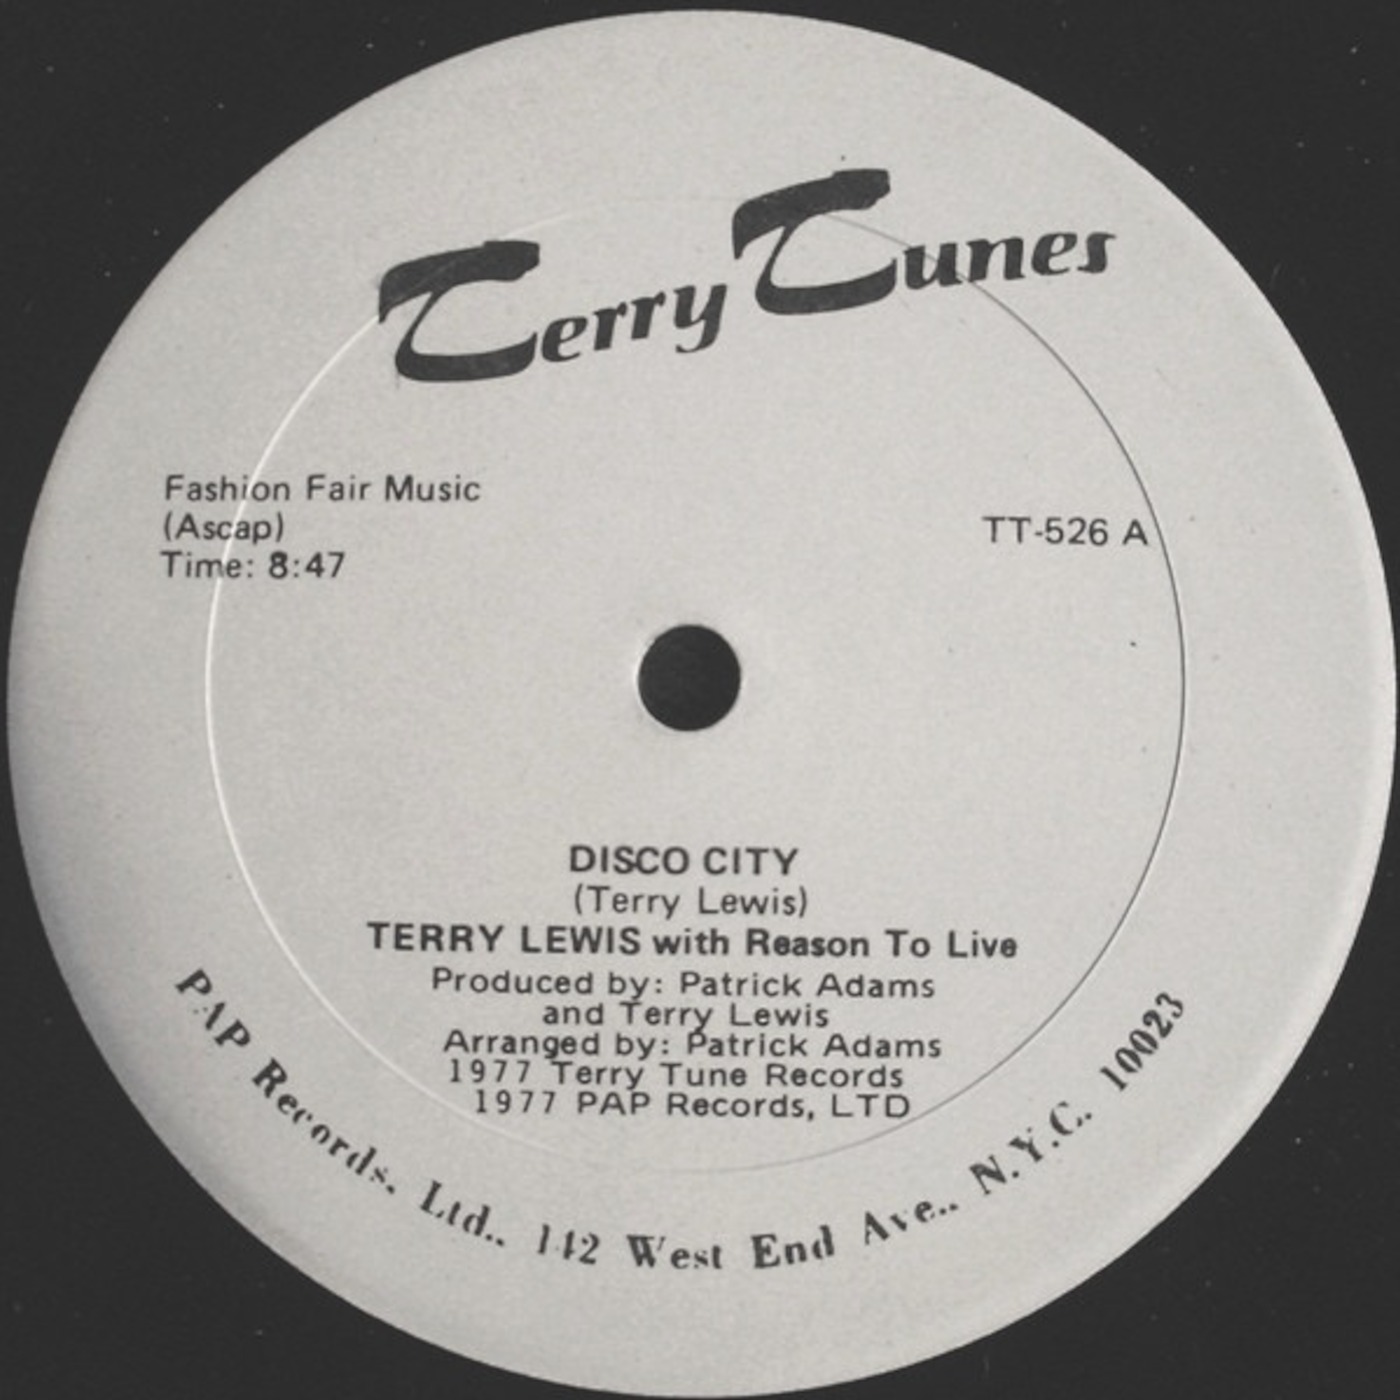 Terry Tunes
Fashion Fair Music
(Ascap)
Time: 8:47
TT-526 A
DISCO CITY
(Terry Lewis)
TERRY LEWIS with Reason To Live
Produced by: Patrick Adams
and Terry Lewis
Arranged by: Patrick Adams
1977 Terry Tune Records
1977 PAP Records, LTD
PAP Records, Ltd., 142 West End Ave., N.Y.C. 10023